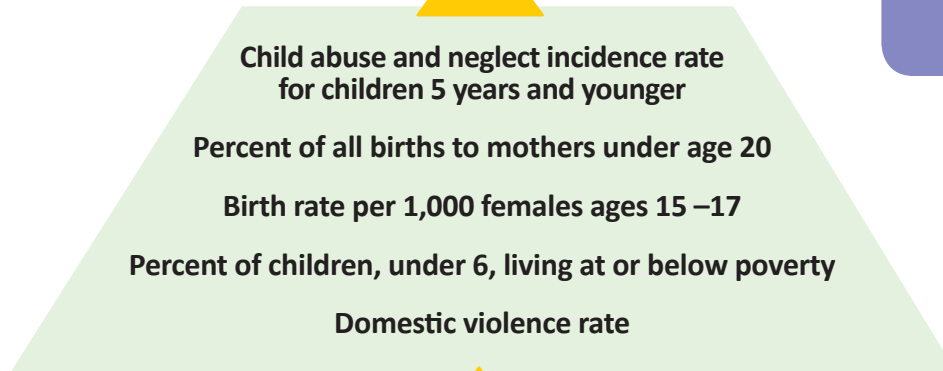 Child abuse and neglect incidence rate
for children 5 years and younger
Percent of all births to mothers under age 20
Birth rate per 1,000 females ages 15 –17
Percent of children, under 6, living at or below poverty
Domestic violence rate